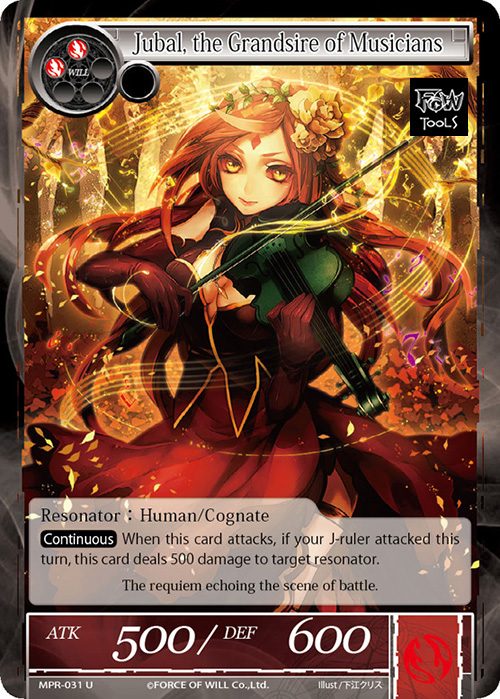 Jubal, the Grandsire of Musicians
WILL
FoW
TOOLS
Resonator : Human/Cognate
Continuous When this card attacks, if your J-ruler attacked this
turn, this card deals 500 damage to target resonator.
The requiem echoing the scene of battle.
ATK 500/ DEF 600
MPR-031 U ©FORCE OF WILL Co.,Ltd. Illust/下江クリス